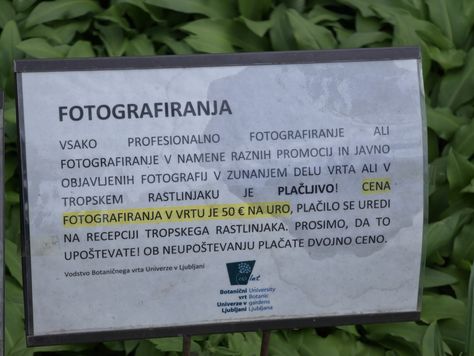 FOTOGRAFIRANJA
VSAKO PROFESIONALNO FOTOGRAFIRANJE ALI
FOTOGRAFIRANJE V NAMENE RAZNIH PROMOCIJ IN JAVNO
OBJAVLJENIH FOTOGRAFIJ V ZUNANJEM DELU VRTA ALI V
TROPSKEM RASTLINJAKU JE PLAČLJIVO! CENA
FOTOGRAFIRANJA V VRTU JE 50 € NA URO, PLAČILO SE UREDI
NA RECEPCIJI TROPSKEGA RASTLINJAKA. PROSIMO, DA TO
UPOŠTEVATE! OB NEUPOŠTEVANJU PLAČATE DVOJNO CENO.
Vodstvo Botaničnega vrta Univerze v Ljubljani
Botanični University
vrt Botanic
Univerze v gardens
Ljubljani Ljubljana